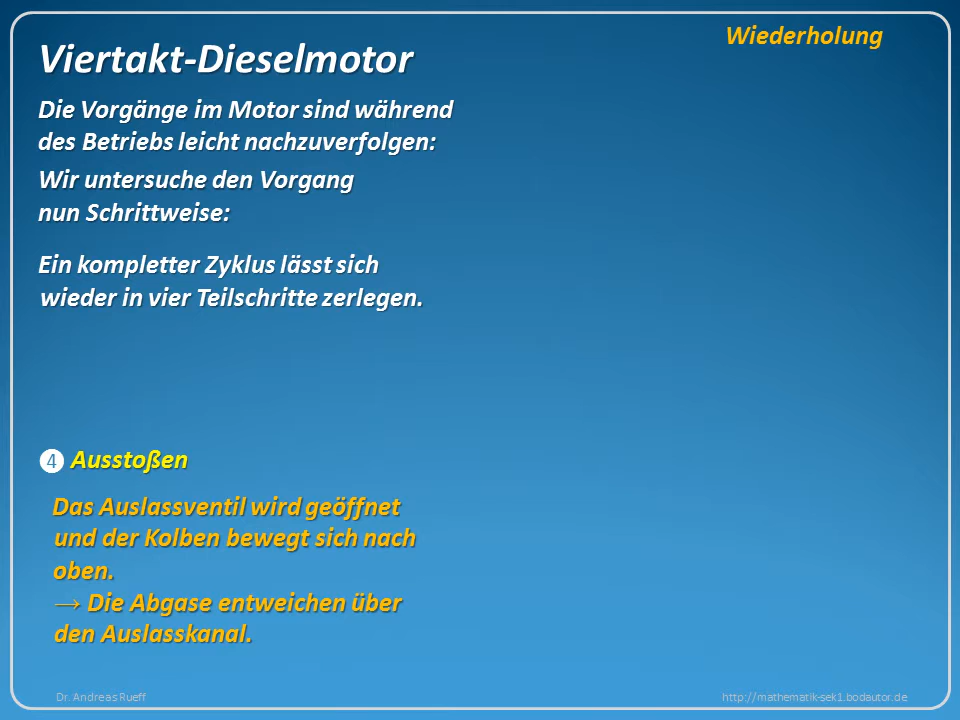 Wiederholung
Viertakt-Dieselmotor
Die Vorgänge im Motor sind während
des Betriebs leicht nachzuverfolgen:
Wir untersuche den Vorgang
nun Schrittweise:
Ein kompletter Zyklus lässt sich
wieder in vier Teilschritte zerlegen.
❹ Ausstoßen
Das Auslassventil wird geöffnet
und der Kolben bewegt sich nach
oben.
→ Die Abgase entweichen über
den Auslasskanal.
Dr. Andreas Rueff
http://mathematik-sek1.bodautor.de